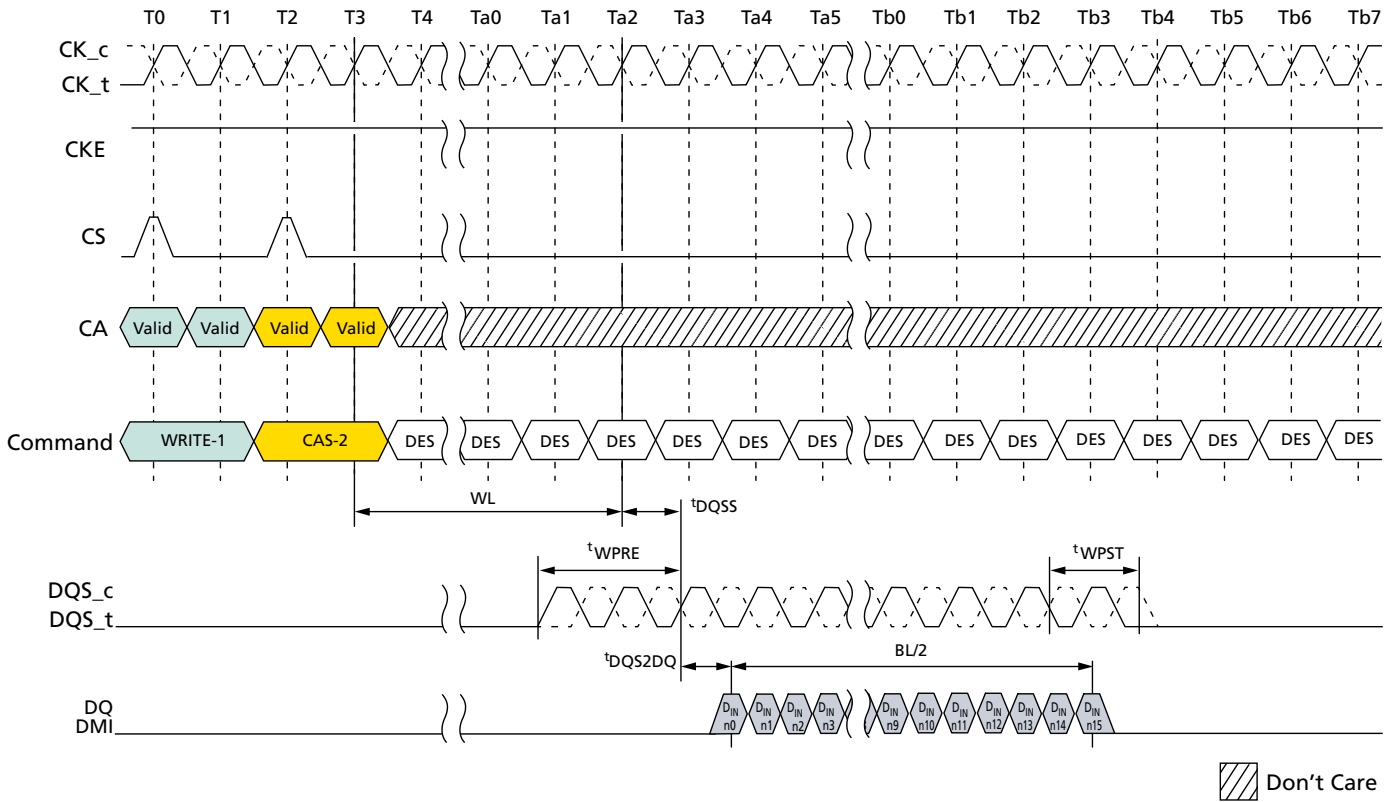 T0 T1 T2 T3 T4 Ta0 Ta1 Ta2 Ta3 Ta4 Ta5 Tb0 Tb1 Tb2 Tb3 Tb4 Tb5 Tb6 Tb7
CK_c
CK_t
CKE
CS
CA Valid Valid Valid Valid
Command WRITE-1 CAS-2 DES DES DES DES DES DES DES DES DES DES DES DES DES DES DES
WL tDQSS
tWPRE tWPST
DQS_c
DQS_t
tDQS2DQ BL/2
DQ
DMI
DIN n0 DIN n1 DIN n2 DIN n3 DIN n9 DIN n10 DIN n11 DIN n12 DIN n13 DIN n14 DIN n15
Don't Care